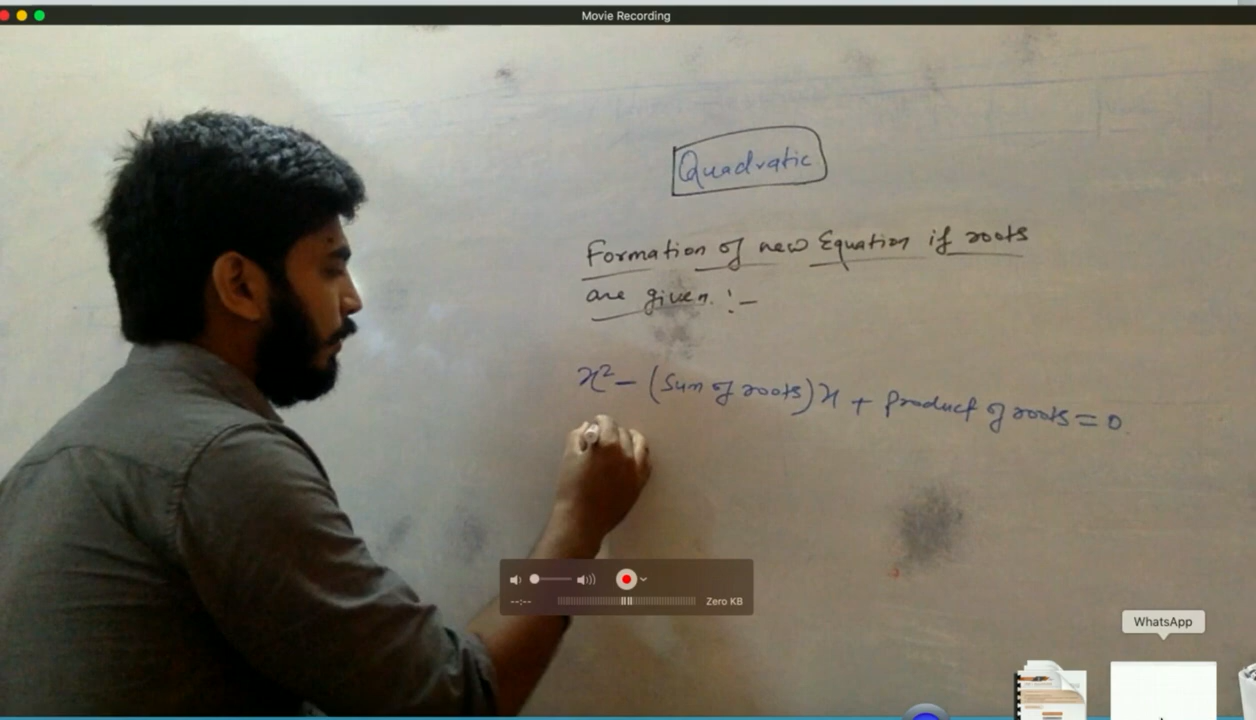 Movie Recording
Quadratic
Formation of new Equation if roots
are given :-
x² - (Sum of roots) x + product of roots = 0
--:-- Zero KB
WhatsApp